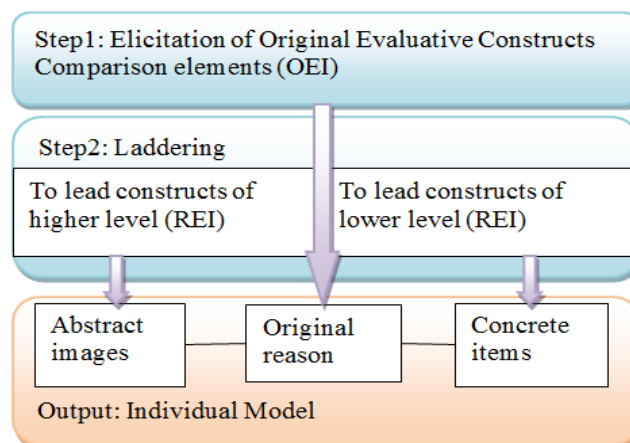 Step1: Elicitation of Original Evaluative Constructs
Comparison elements (OEI)
Step2: Laddering
To lead constructs of
higher level (REI)
To lead constructs of
lower level (REI)
Abstract
images
Original
reason
Concrete
items
Output: Individual Model